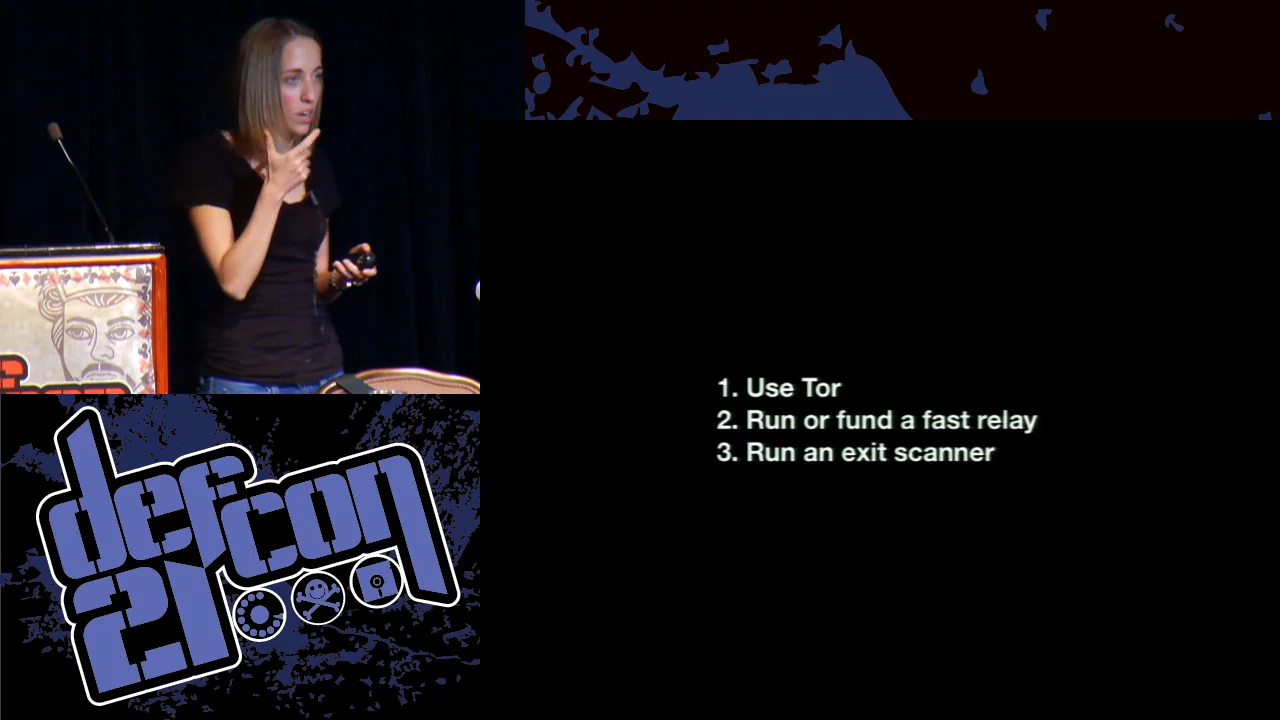 1. Use Tor
2. Run or fund a fast relay
3. Run an exit scanner
defcon
21